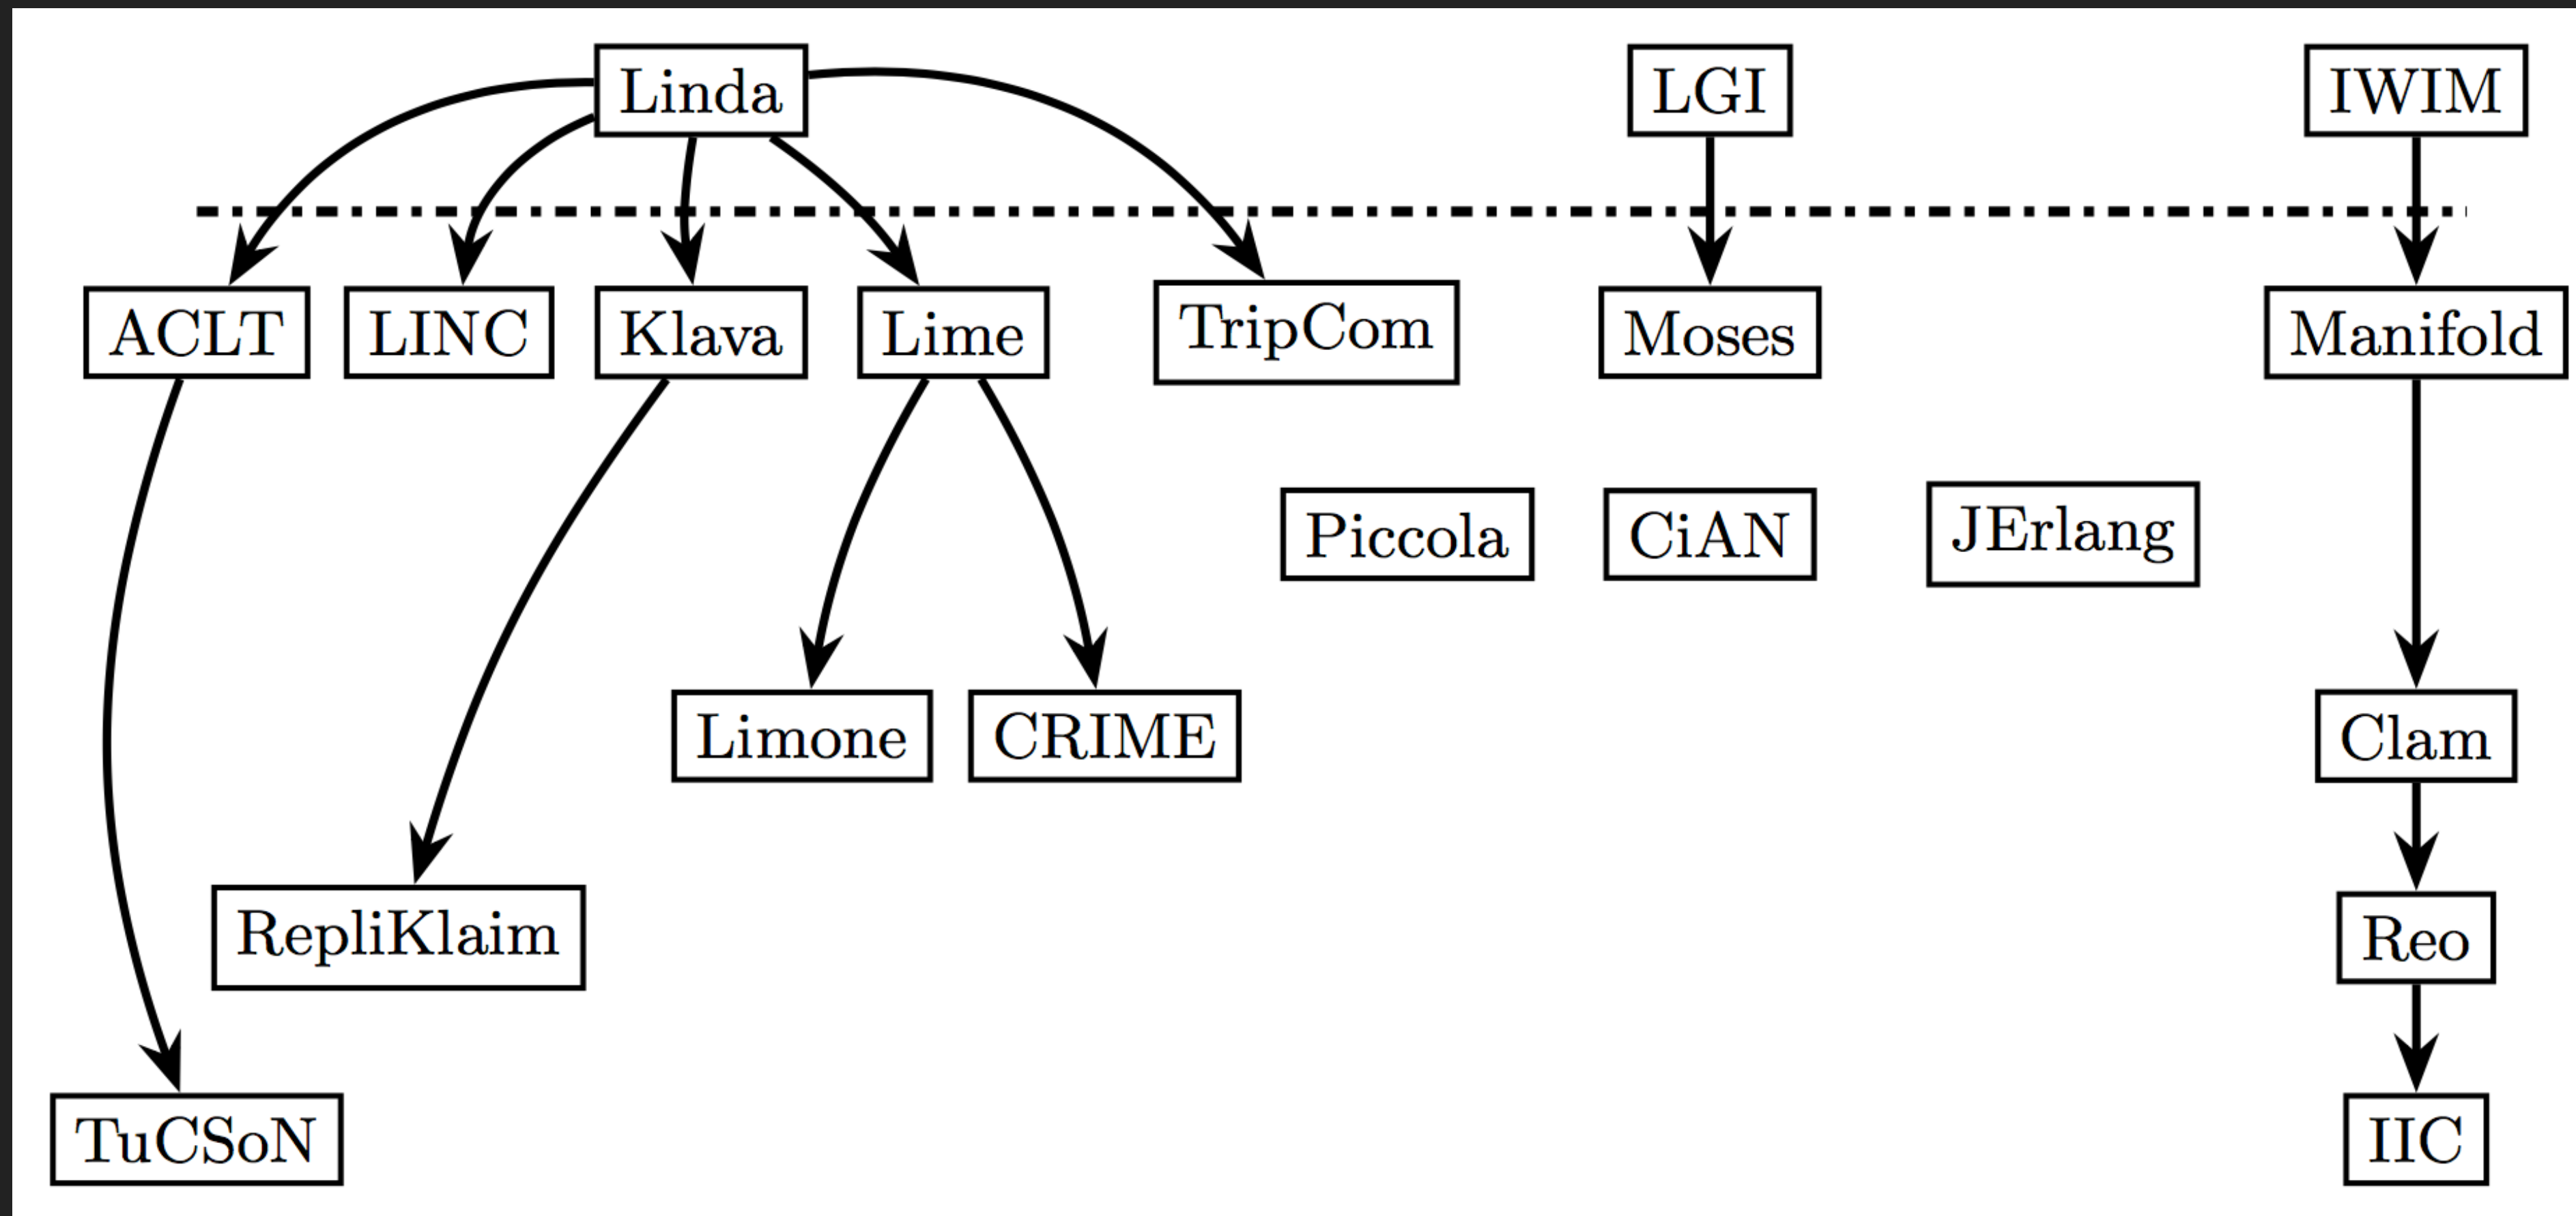 Linda
LGI
IWIM
ACLT
LINC
Klava
Lime
TripCom
Moses
Manifold
Piccola
CiAN
JErlang
Limone
CRIME
Clam
RepliKlaim
Reo
TuCSoN
IIC